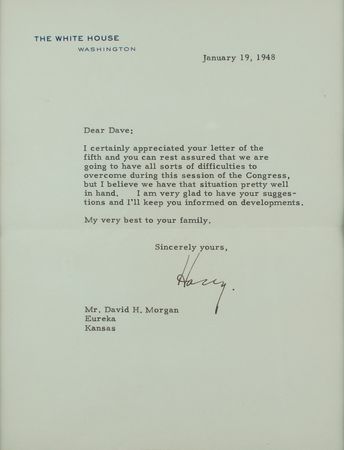 THE WHITE HOUSE
WASHINGTON
January 19, 1948
Dear Dave:
I certainly appreciated your letter of the
fifth and you can rest assured that we are
going to have all sorts of difficulties to
overcome during this session of the Congress,
but I believe we have that situation pretty well
in hand. I am very glad to have your sugges-
tions and I'll keep you informed on developments.
My very best to your family.
Sincerely yours,
Harry.
Mr. David H. Morgan
Eureka
Kansas